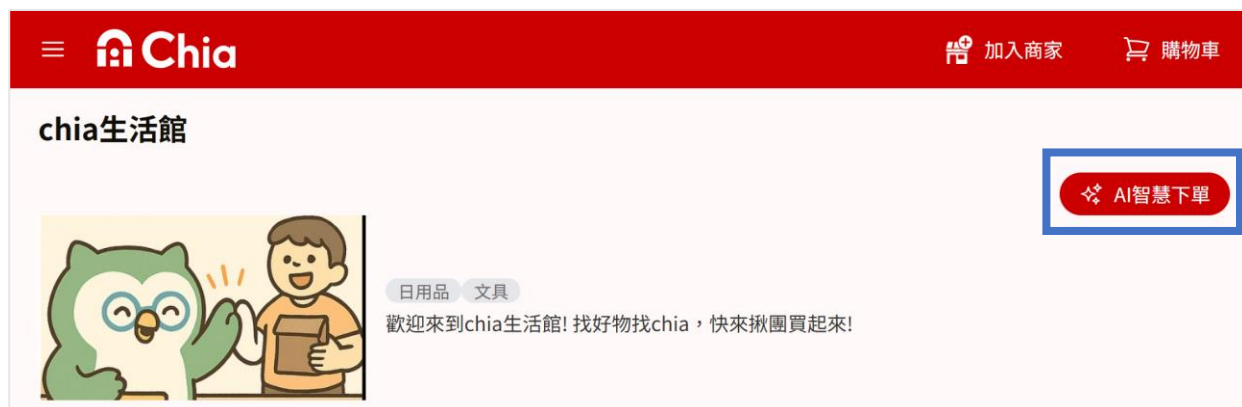 Chia
加入商家
購物車
chia生活館
AI智慧下單
日用品 文具
歡迎來到chia生活館! 找好物找chia,快來揪團買起來!